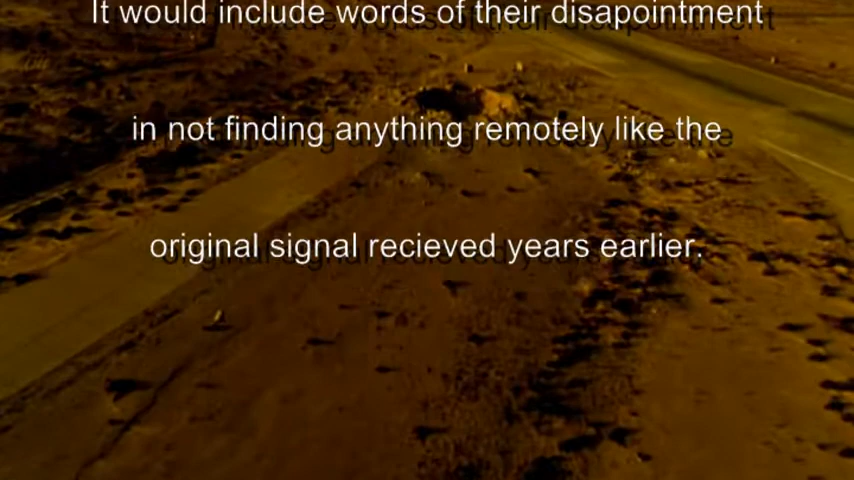 It would include words of their disapointment
in not finding anything remotely like the
original signal recieved years earlier.